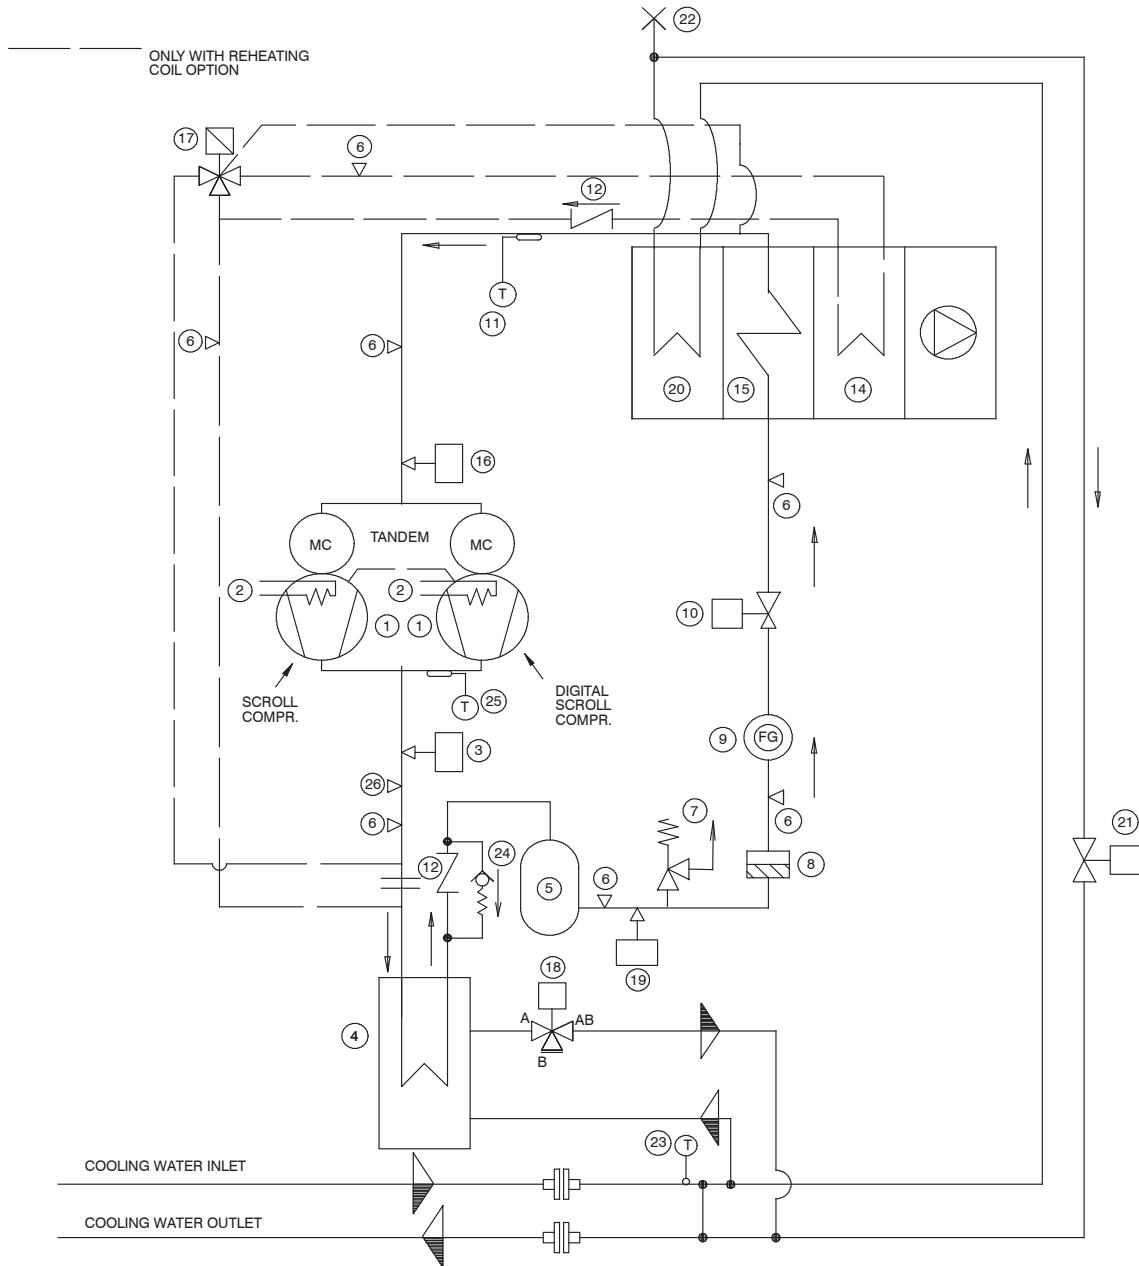 22
ONLY WITH REHEATING
COIL OPTION
17
6
12
T
11
6
6
20
15
14
16
6
MC
TANDEM
MC
2
2
10
1
1
SCROLL
COMPR.
T
25
DIGITAL
SCROLL
COMPR.
9
FG
3
26
7
6
6
21
12
24
5
6
8
18
19
4
A
AB
B
23
T
COOLING WATER INLET
COOLING WATER OUTLET